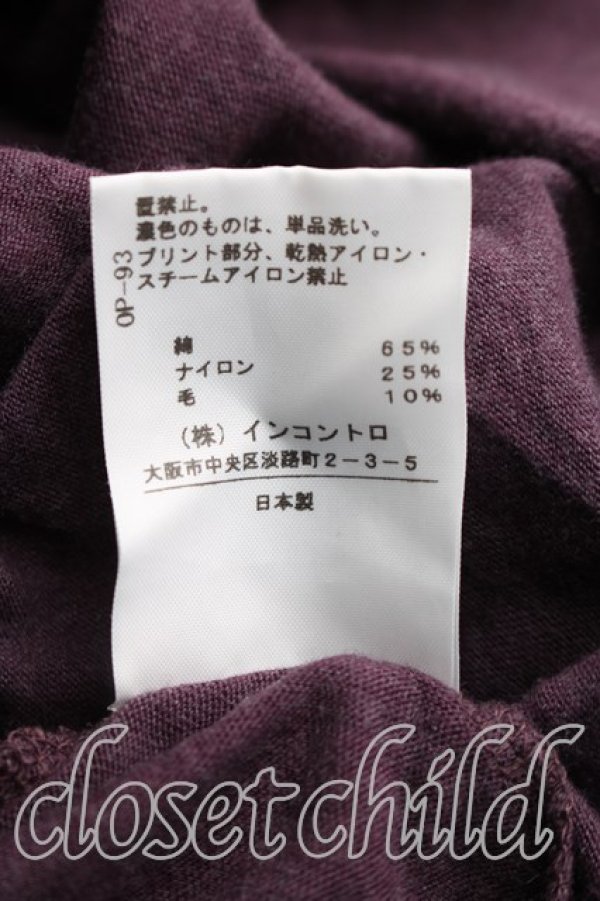 置禁止。
濃色のものは、単品洗い。
プリント部分、乾熱アイロン・
スチームアイロン禁止
OP-93
綿 65%
ナイロン 25%
毛 10%
（株）インコントロ
大阪市中央区淡路町2-3-5
日本製
closet child